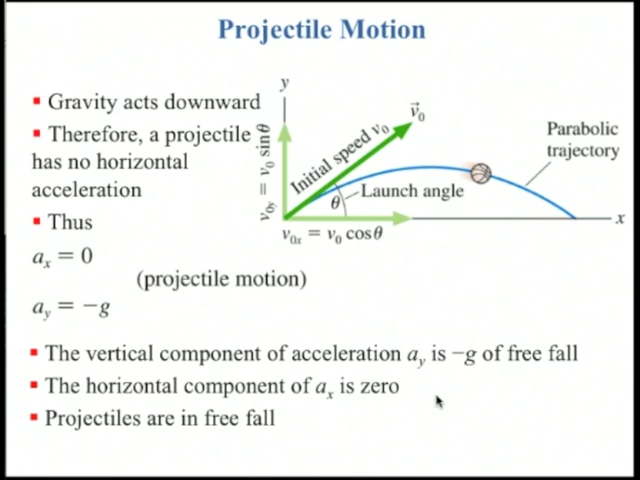 Projectile Motion
▪ Gravity acts downward
▪ Therefore, a projectile
has no horizontal
acceleration
▪ Thus
aₓ = 0
(projectile motion)
a_y = −g
y
v⃗₀
Initial speed v₀
v₀y = v₀ sinθ
θ
Launch angle
Parabolic
trajectory
x
v₀ₓ = v₀ cosθ
▪ The vertical component of acceleration a_y is −g of free fall
▪ The horizontal component of aₓ is zero
▪ Projectiles are in free fall